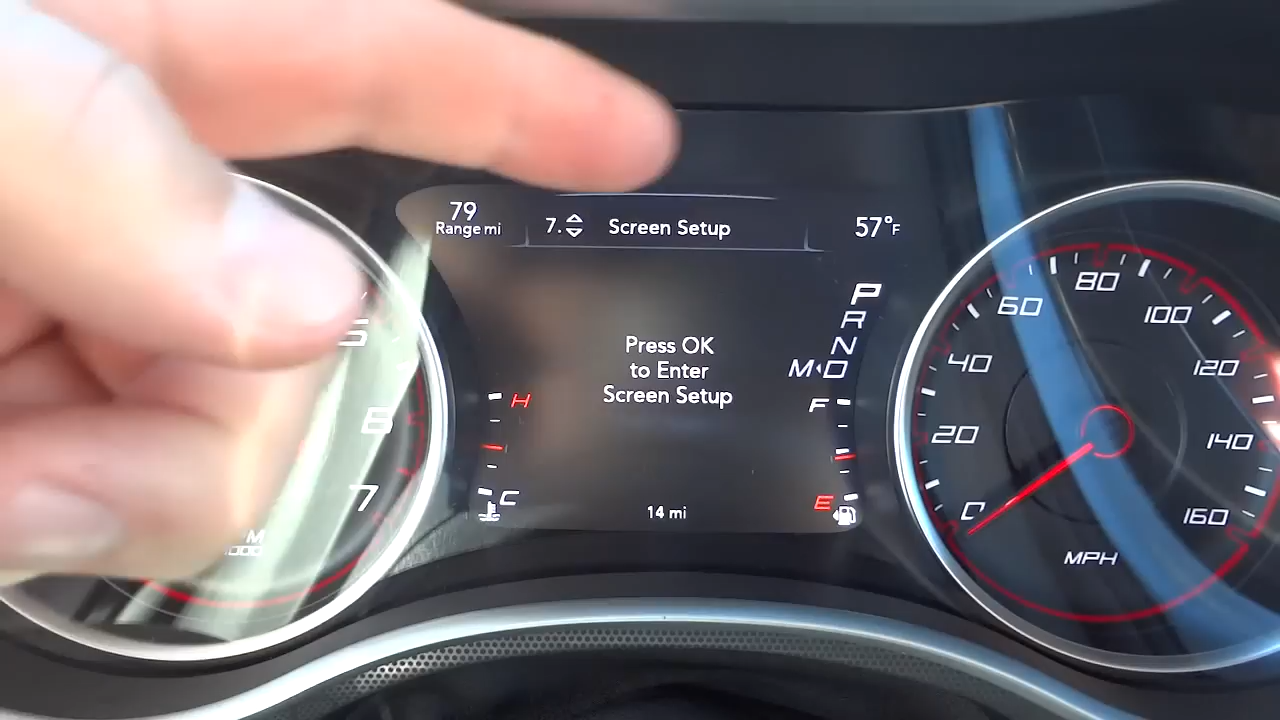 79
Range mi
7.
Screen Setup
57°F
P
R
N
M D
Press OK
to Enter
Screen Setup
H
C
F
E
14 mi
5
6
7
0
20
40
60
80
100
120
140
160
MPH